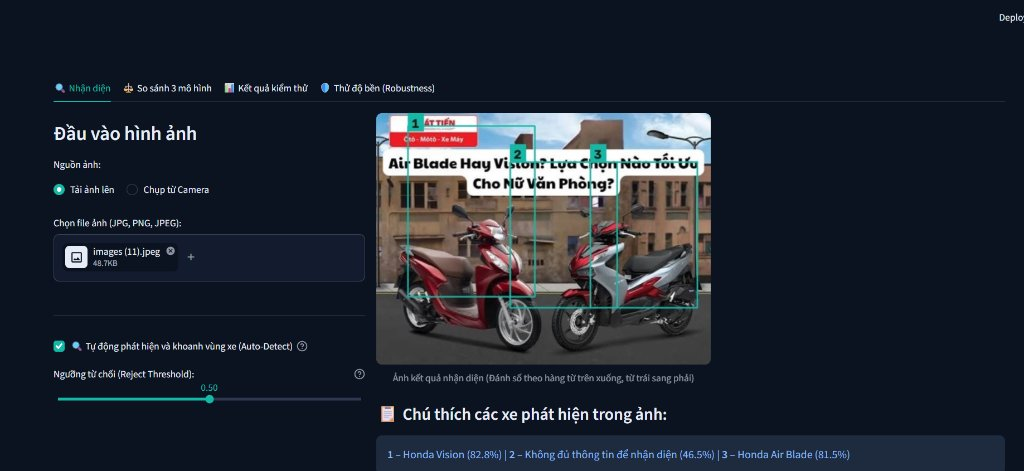 Deploy
Nhận diện
So sánh 3 mô hình
Kết quả kiểm thử
Thử độ bền (Robustness)
Đầu vào hình ảnh
Nguồn ảnh:
Tải ảnh lên
Chụp từ Camera
Chọn file ảnh (JPG, PNG, JPEG):
images (11).jpeg
48.7KB
Tự động phát hiện và khoanh vùng xe (Auto-Detect)
Ngưỡng từ chối (Reject Threshold):
0.50
1
ÁT TIẾN
Ôtô - Môtô - Xe Máy
2
3
Air Blade Hay Vision? Lựa Chọn Nào Tối Ưu
Cho Nữ Văn Phòng?
Ảnh kết quả nhận diện (Đánh số theo hàng từ trên xuống, từ trái sang phải)
Chú thích các xe phát hiện trong ảnh:
1 – Honda Vision (82.8%) | 2 – Không đủ thông tin để nhận diện (46.5%) | 3 – Honda Air Blade (81.5%)